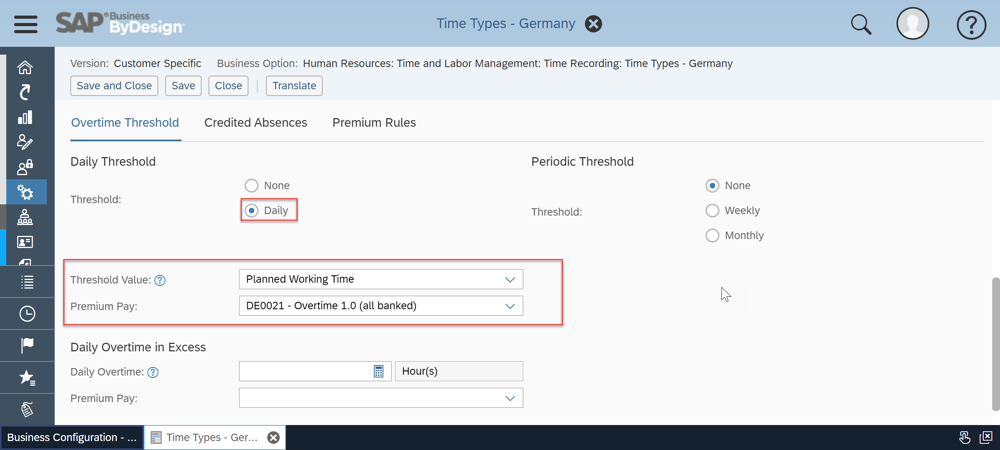 SAP® Business ByDesign
Time Types - Germany
Version: Customer Specific Business Option: Human Resources: Time and Labor Management: Time Recording: Time Types - Germany
Save and Close Save Close Translate
Overtime Threshold Credited Absences Premium Rules
Daily Threshold Periodic Threshold
None None
Threshold:
Daily Threshold: Weekly
Monthly
Threshold Value: ? Planned Working Time
Premium Pay: DE0021 - Overtime 1.0 (all banked)
Daily Overtime in Excess
Daily Overtime: ? Hour(s)
Premium Pay:
Business Configuration - ... Time Types - Ger...